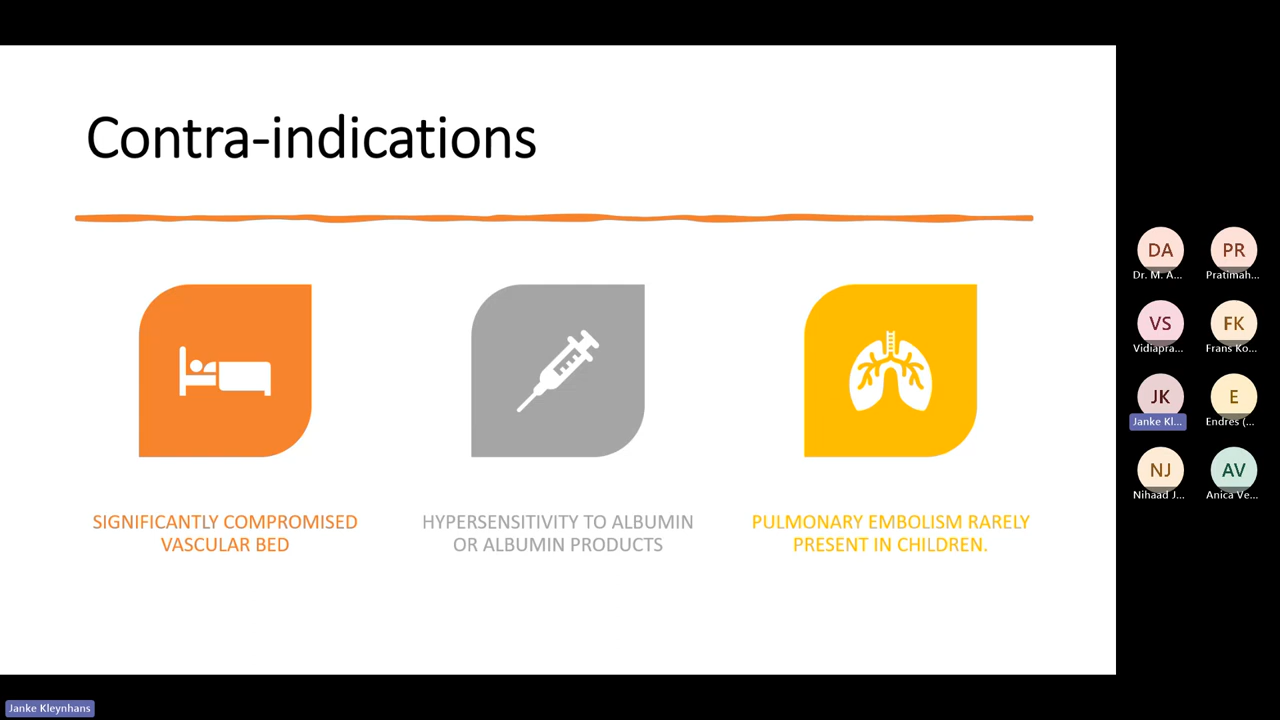 Contra-indications
SIGNIFICANTLY COMPROMISED
VASCULAR BED
HYPERSENSITIVITY TO ALBUMIN
OR ALBUMIN PRODUCTS
PULMONARY EMBOLISM RARELY
PRESENT IN CHILDREN.
DA
Dr. M. A...
PR
Pratimah...
VS
Vidiapra...
FK
Frans Ko...
JK
Janke Kl...
E
Endres (...
NJ
Nihaad J...
AV
Anica Ve...
Janke Kleynhans